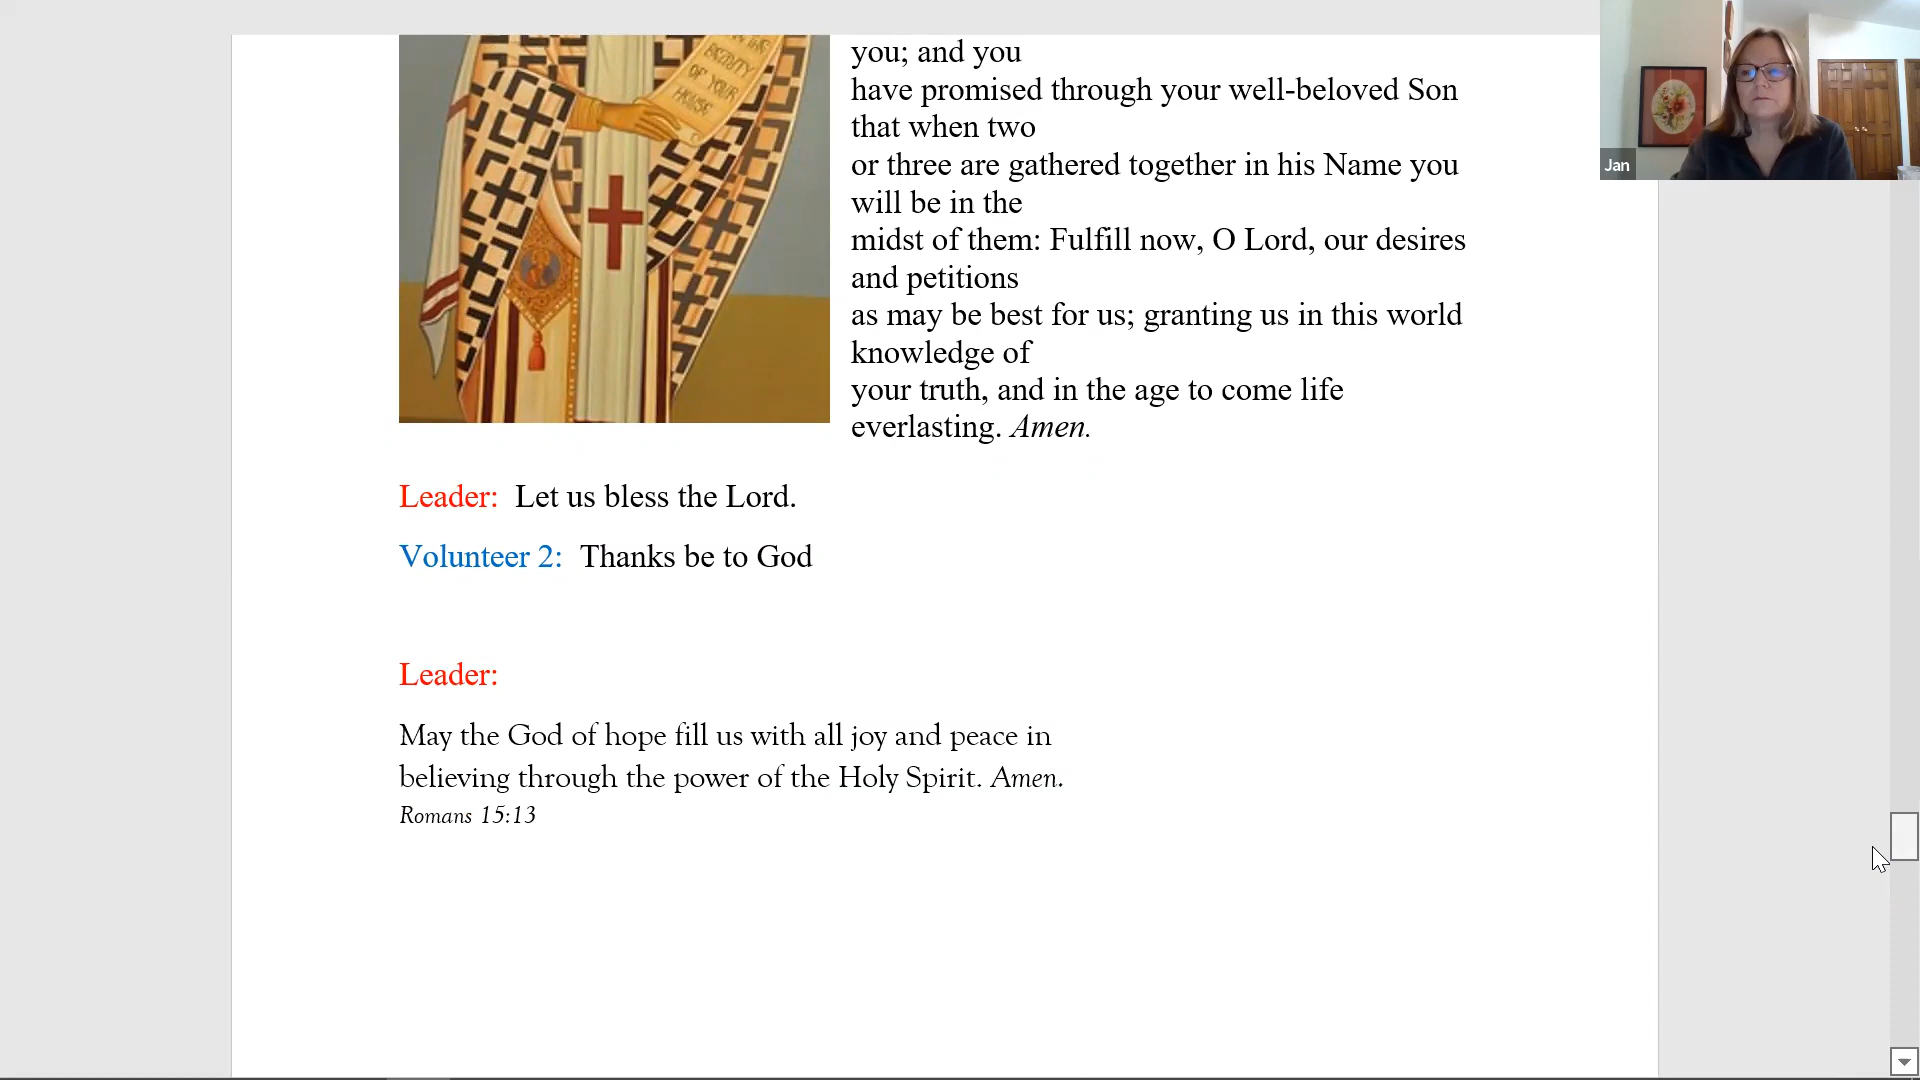 BEAUTY
OF YOUR
HOUSE
you; and you
have promised through your well-beloved Son
that when two
or three are gathered together in his Name you
will be in the
midst of them: Fulfill now, O Lord, our desires
and petitions
as may be best for us; granting us in this world
knowledge of
your truth, and in the age to come life
everlasting. Amen.
Leader:  Let us bless the Lord.
Volunteer 2:  Thanks be to God
Leader:
May the God of hope fill us with all joy and peace in
believing through the power of the Holy Spirit. Amen.
Romans 15:13
Jan